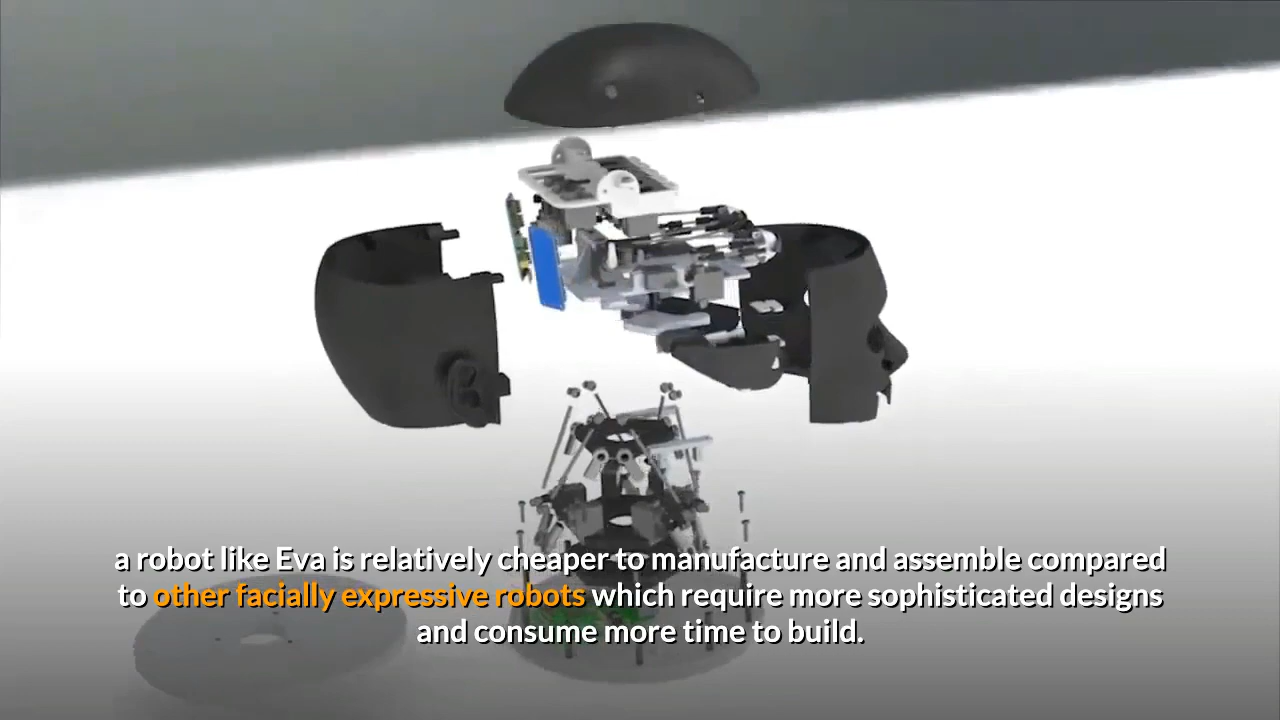 a robot like Eva is relatively cheaper to manufacture and assemble compared
to other facially expressive robots which require more sophisticated designs
and consume more time to build.